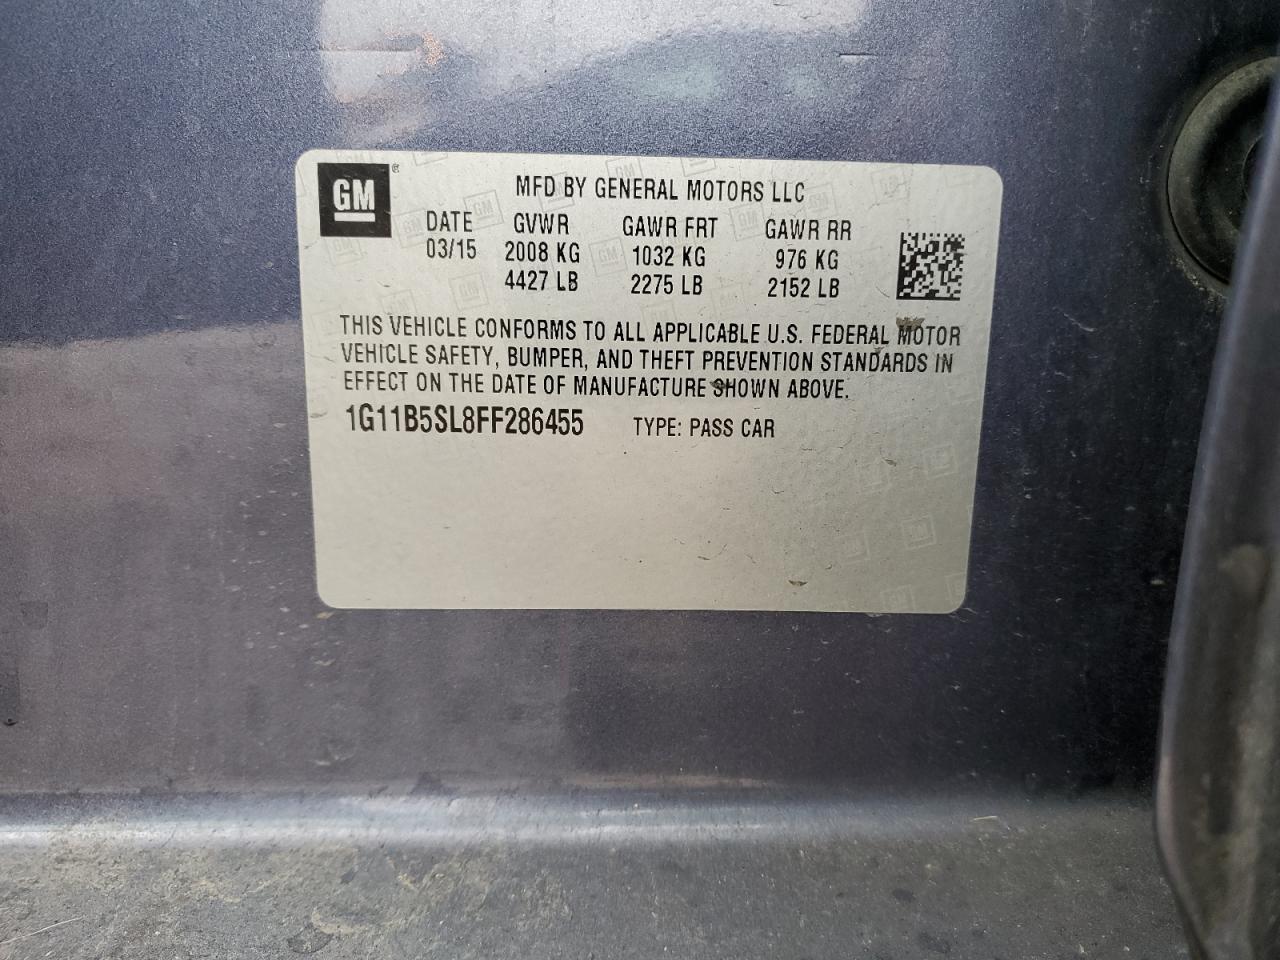 GM ®
MFD BY GENERAL MOTORS LLC
DATE GVWR GAWR FRT GAWR RR
03/15 2008 KG 1032 KG 976 KG
4427 LB 2275 LB 2152 LB
THIS VEHICLE CONFORMS TO ALL APPLICABLE U.S. FEDERAL MOTOR
VEHICLE SAFETY, BUMPER, AND THEFT PREVENTION STANDARDS IN
EFFECT ON THE DATE OF MANUFACTURE SHOWN ABOVE.
1G11B5SL8FF286455 TYPE: PASS CAR